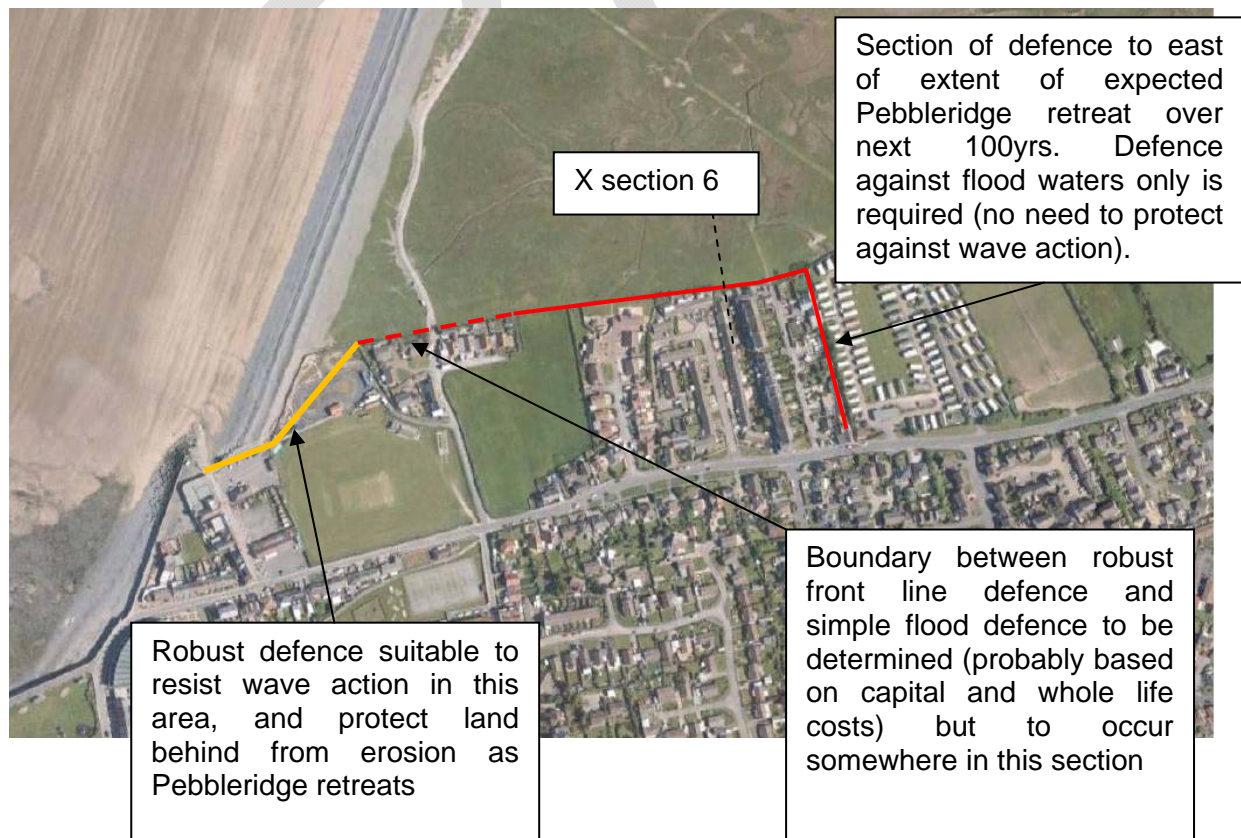 Section of defence to east
of extent of expected
Pebbleridge retreat over
next 100yrs. Defence
against flood waters only is
required (no need to protect
against wave action).
X section 6
Boundary between robust
front line defence and
simple flood defence to be
determined (probably based
on capital and whole life
costs) but to occur
somewhere in this section
Robust defence suitable to
resist wave action in this
area, and protect land
behind from erosion as
Pebbleridge retreats